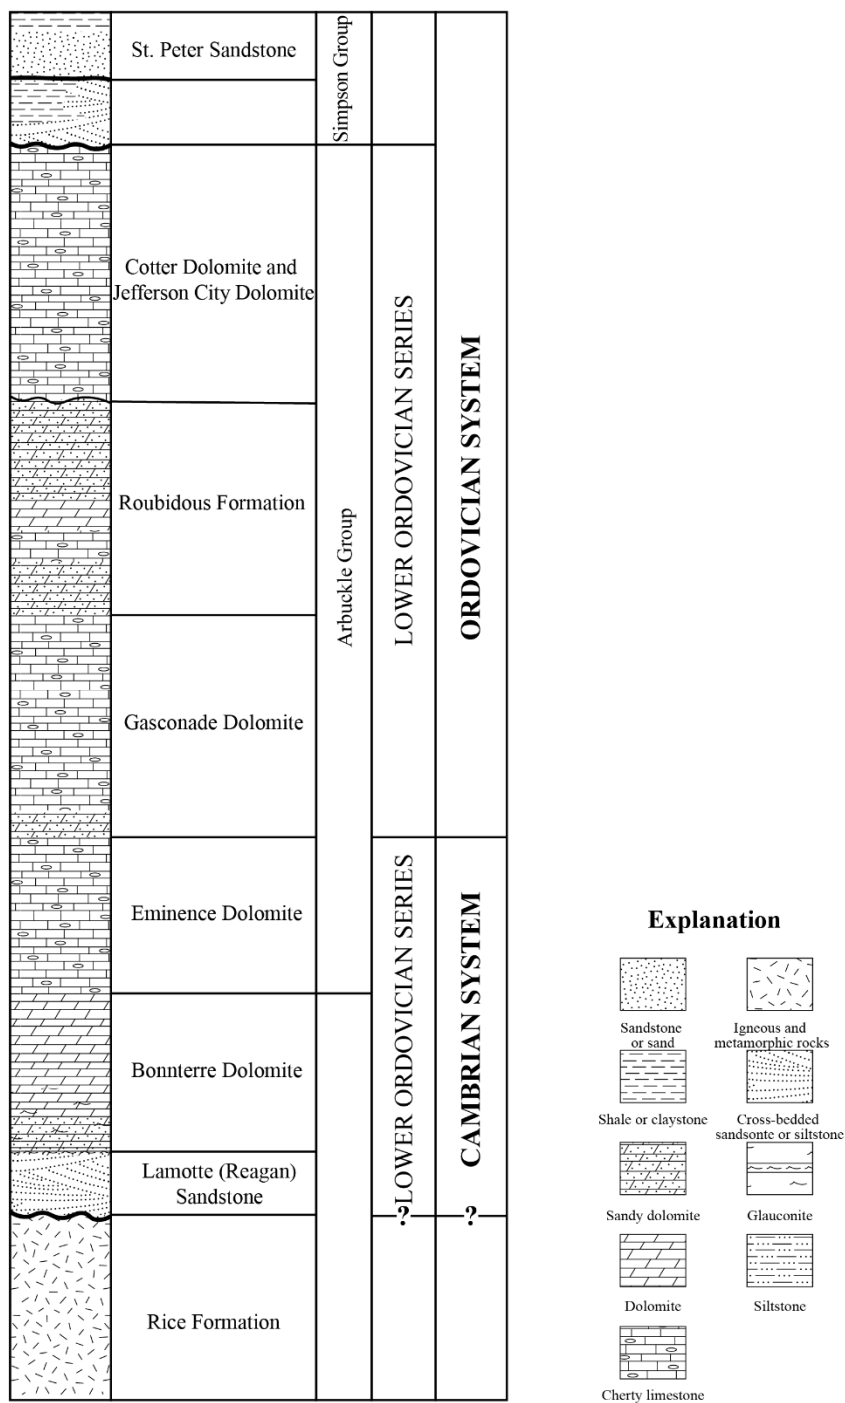 St. Peter Sandstone
Simpson Group
Cotter Dolomite and
Jefferson City Dolomite
Roubidous Formation
Gasconade Dolomite
Arbuckle Group
LOWER ORDOVICIAN SERIES
ORDOVICIAN SYSTEM
Eminence Dolomite
Bonnterre Dolomite
Lamotte (Reagan)
Sandstone
LOWER ORDOVICIAN SERIES
CAMBRIAN SYSTEM
?
?
Rice Formation
Explanation
Sandstone
or sand
Igneous and
metamorphic rocks
Shale or claystone
Cross-bedded
sandsonte or siltstone
Sandy dolomite
Glauconite
Dolomite
Siltstone
Cherty limestone